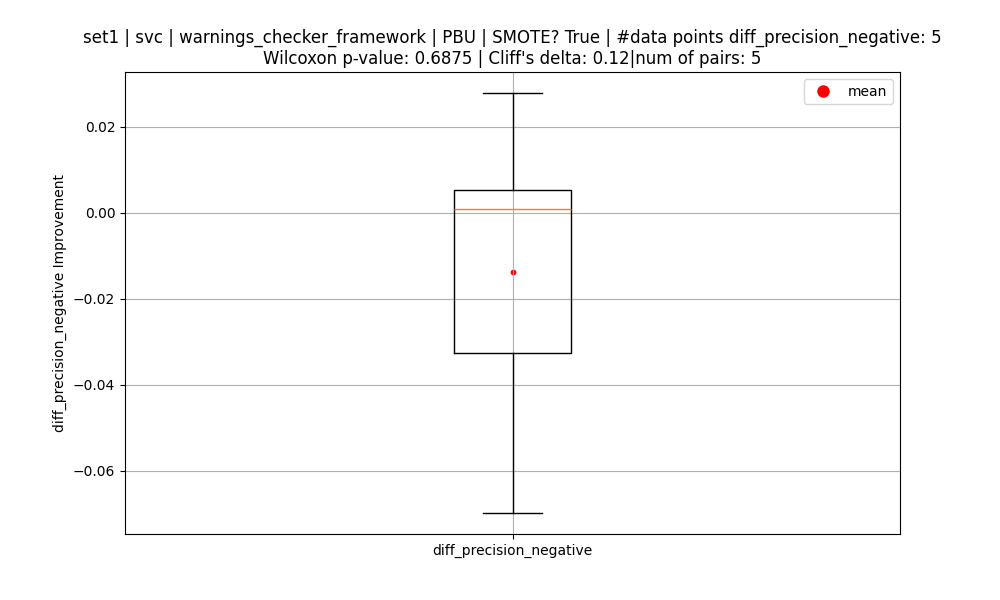 set1 | svc | warnings_checker_framework | PBU | SMOTE? True | #data points diff_precision_negative: 5
Wilcoxon p-value: 0.6875 | Cliff's delta: 0.12|num of pairs: 5
mean
0.02
0.00
−0.02
−0.04
−0.06
diff_precision_negative Improvement
diff_precision_negative